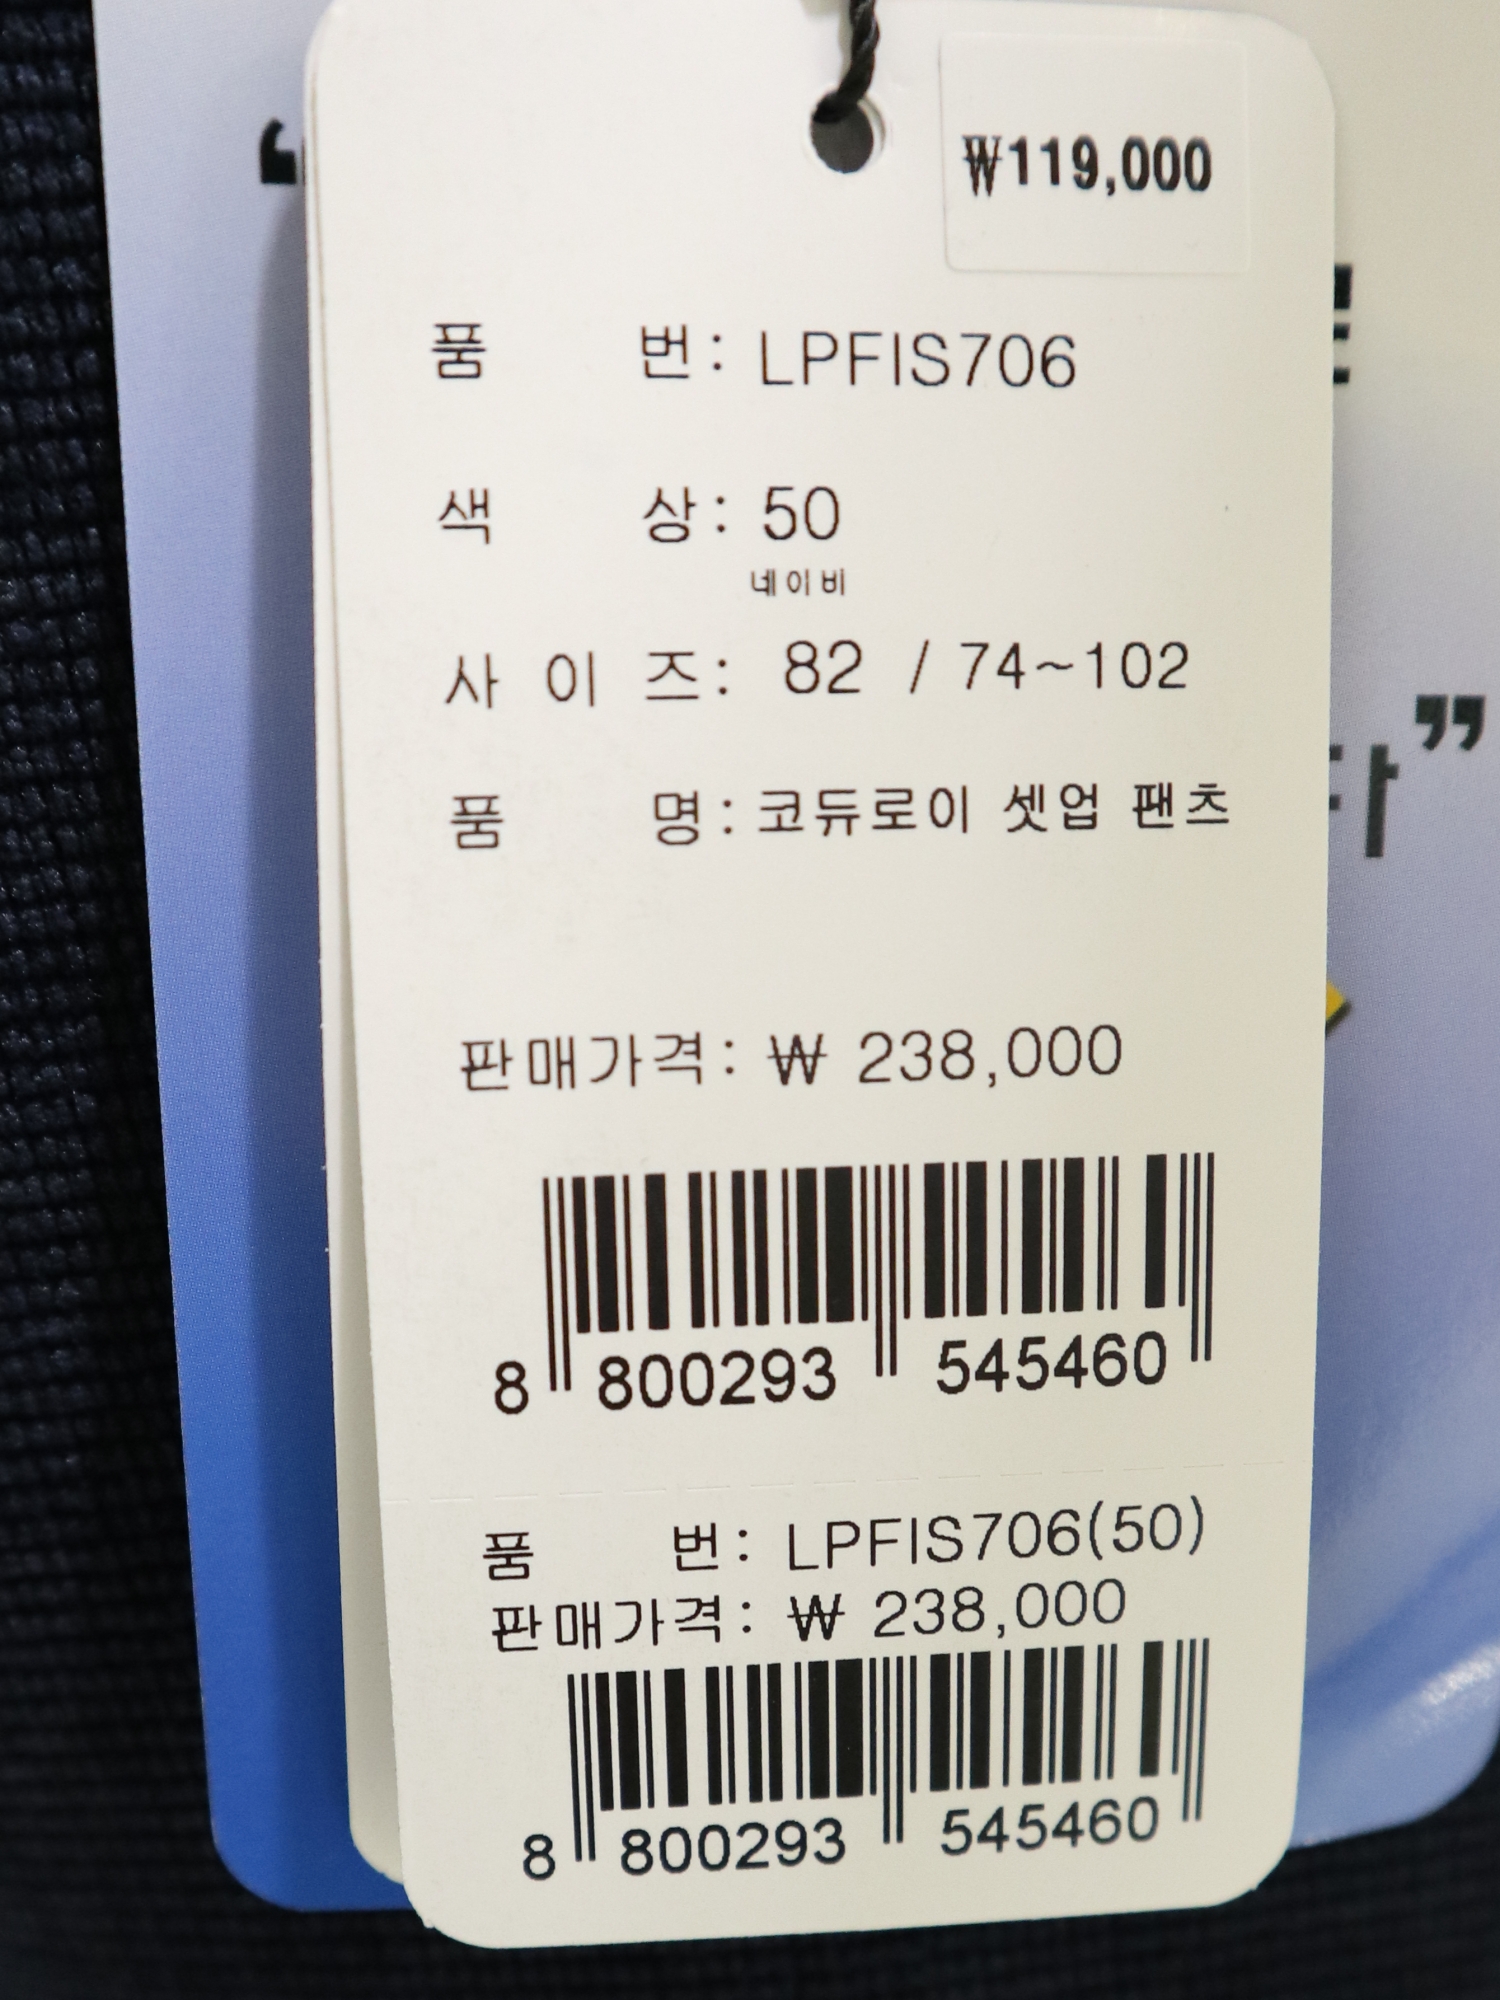 ₩119,000
품 번: LPFIS706
색 상: 50
네이비
사 이 즈: 82 / 74~102
품 명: 코듀로이 셋업 팬츠
판매가격: ₩ 238,000
8 800293 545460
품 번: LPFIS706(50)
판매가격: ₩ 238,000
8 800293 545460